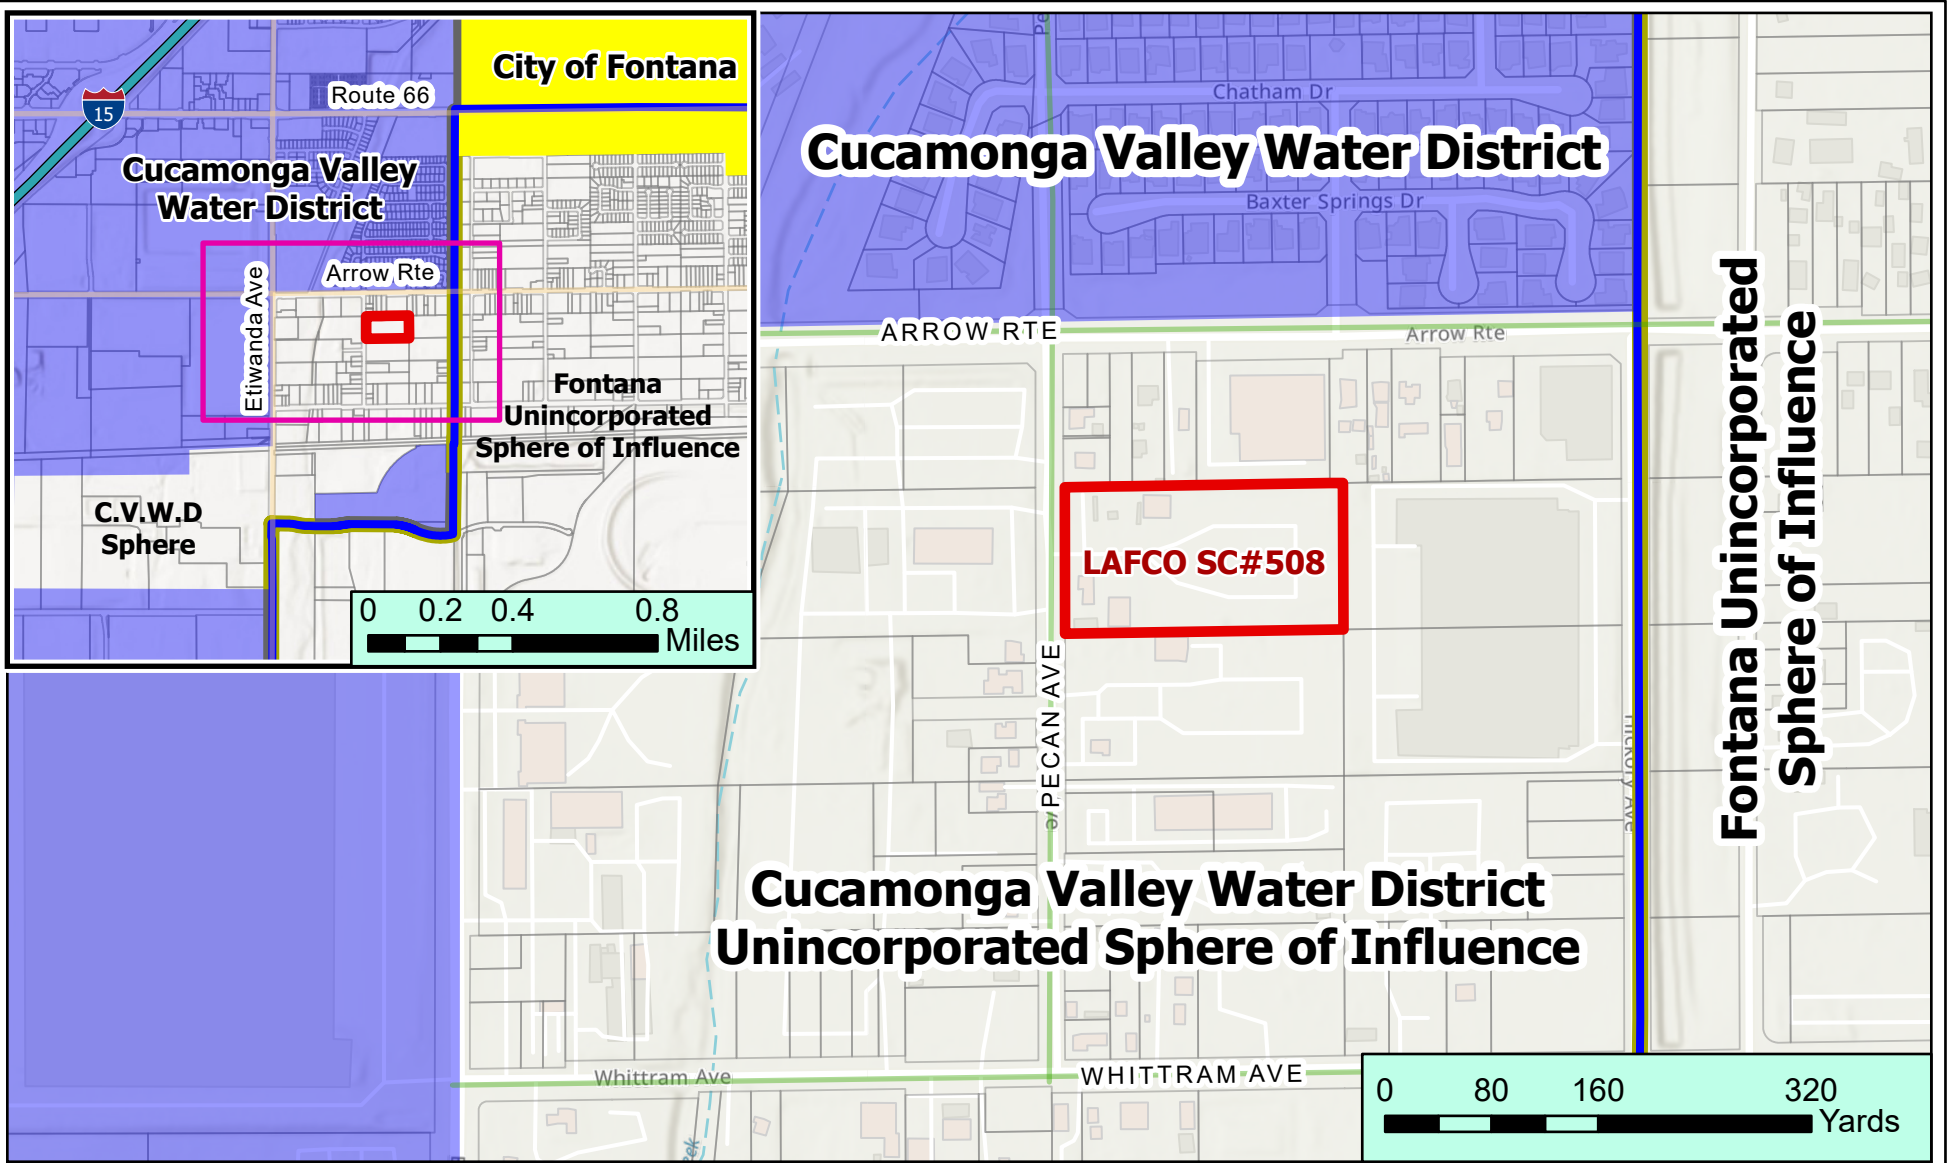 City of Fontana
Route 66
15
Cucamonga Valley
Water District
Arrow Rte
Etiwanda Ave
Fontana
Unincorporated
Sphere of Influence
C.V.W.D
Sphere
0 0.2 0.4 0.8
Miles
Pe
Chatham Dr
Cucamonga Valley Water District
Baxter Springs Dr
ARROW RTE
Arrow Rte
LAFCO SC#508
Fontana Unincorporated
Sphere of Influence
PECAN AVE
Hickory Ave
Cucamonga Valley Water District
Unincorporated Sphere of Influence
Whittram Ave
WHITTRAM AVE
0 80 160 320
Yards